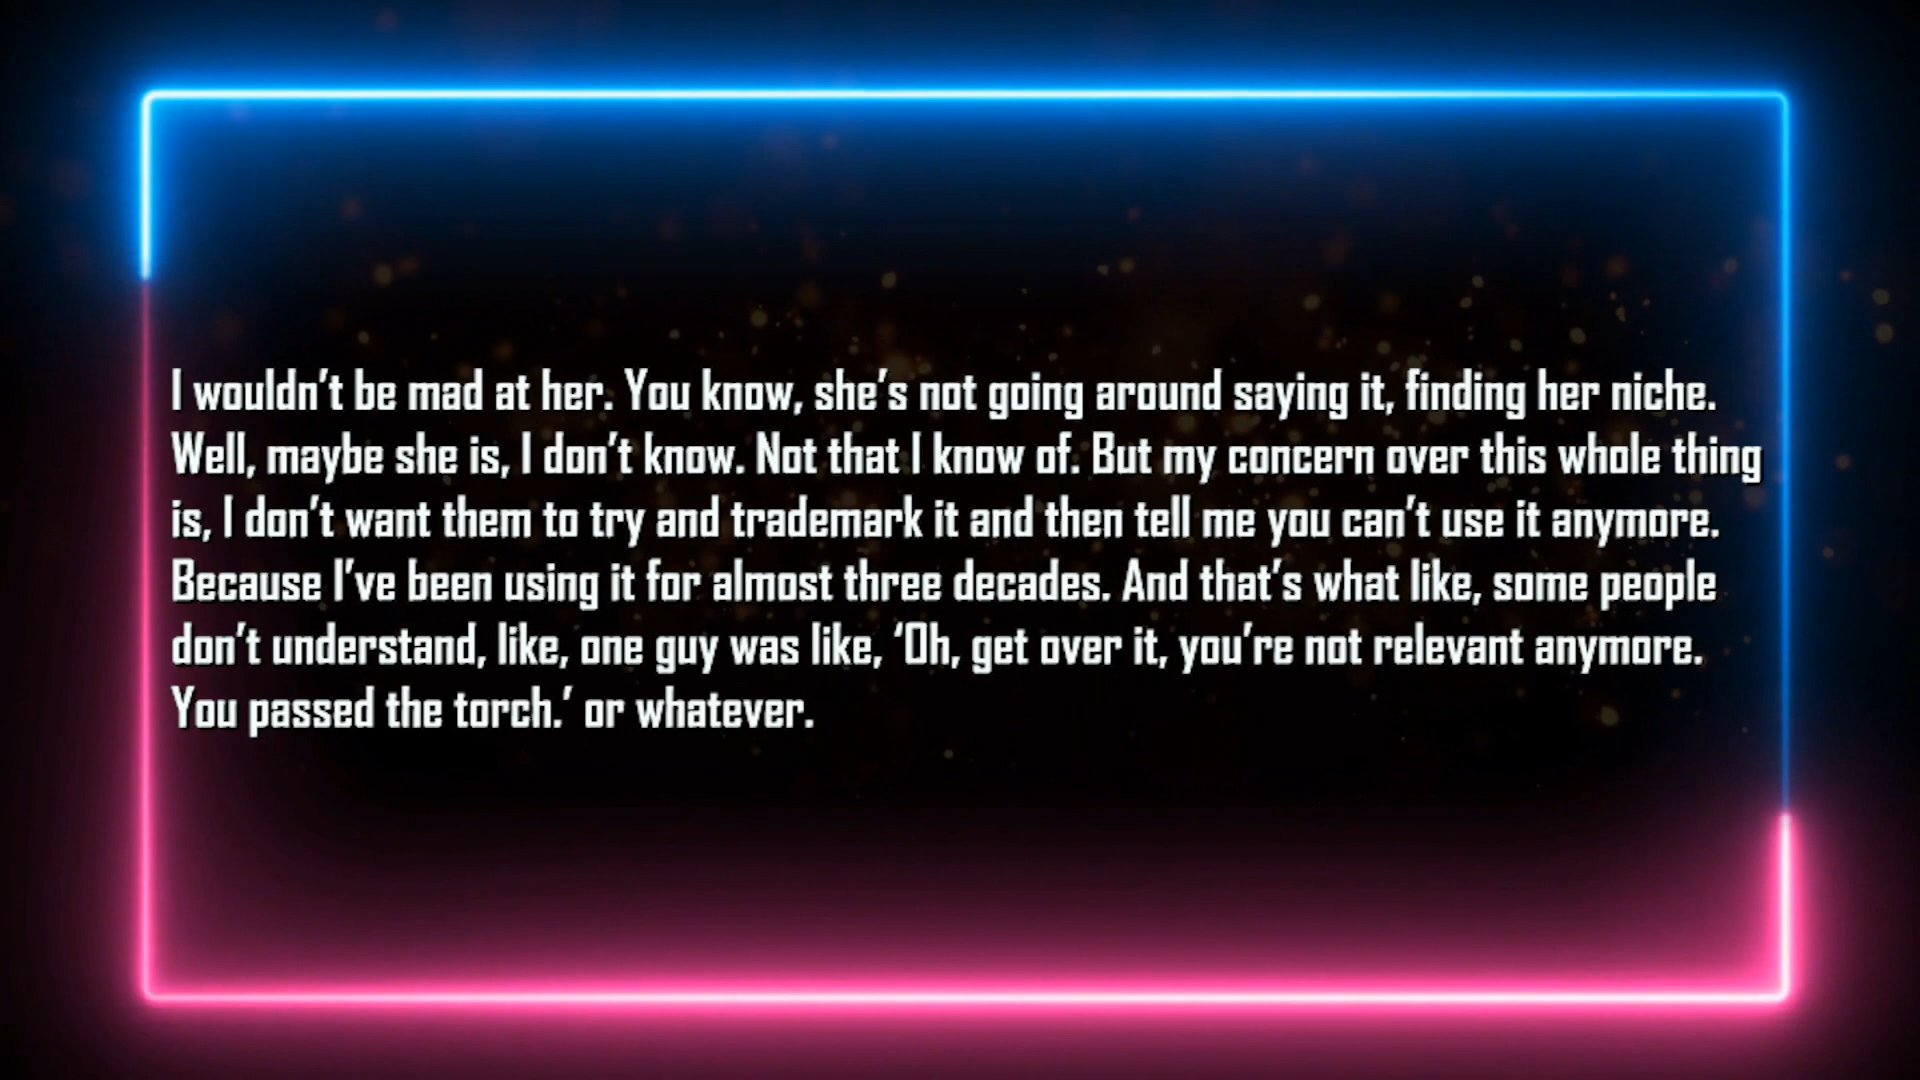 I wouldn't be mad at her. You know, she's not going around saying it, finding her niche.
Well, maybe she is, I don't know. Not that I know of. But my concern over this whole thing
is, I don't want them to try and trademark it and then tell me you can't use it anymore.
Because I've been using it for almost three decades. And that's what like, some people
don't understand, like, one guy was like, ‘Oh, get over it, you're not relevant anymore.
You passed the torch.’ or whatever.